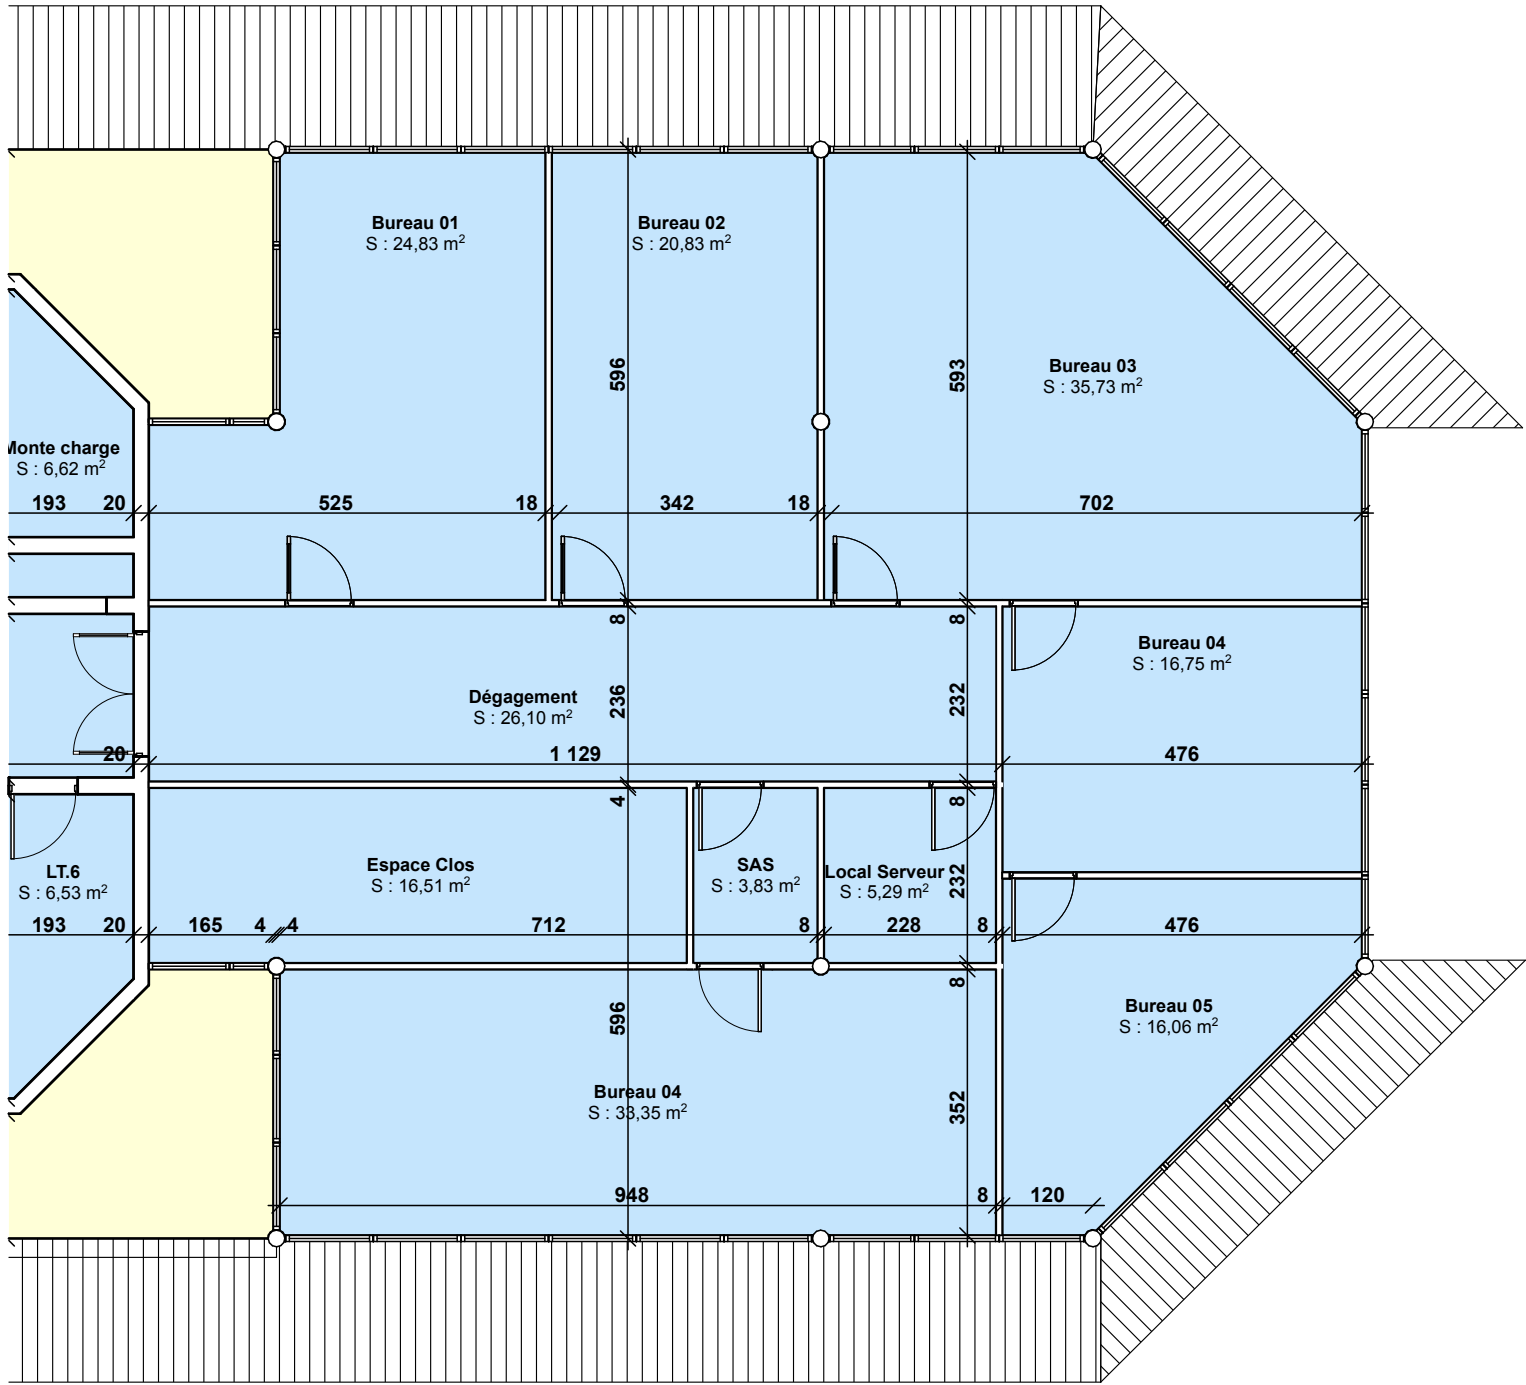 Bureau 01
S : 24,83 m²
Bureau 02
S : 20,83 m²
Bureau 03
S : 35,73 m²
596
593
Monte charge
S : 6,62 m²
193
20
525
18
342
18
702
8
8
Bureau 04
S : 16,75 m²
Dégagement
S : 26,10 m²
236
232
20
1 129
476
4
8
Espace Clos
S : 16,51 m²
SAS
S : 3,83 m²
Local Serveur
S : 5,29 m²
232
LT.6
S : 6,53 m²
193
20
165
4
4
712
8
228
8
476
8
596
Bureau 05
S : 16,06 m²
Bureau 04
S : 33,35 m²
352
948
8
120